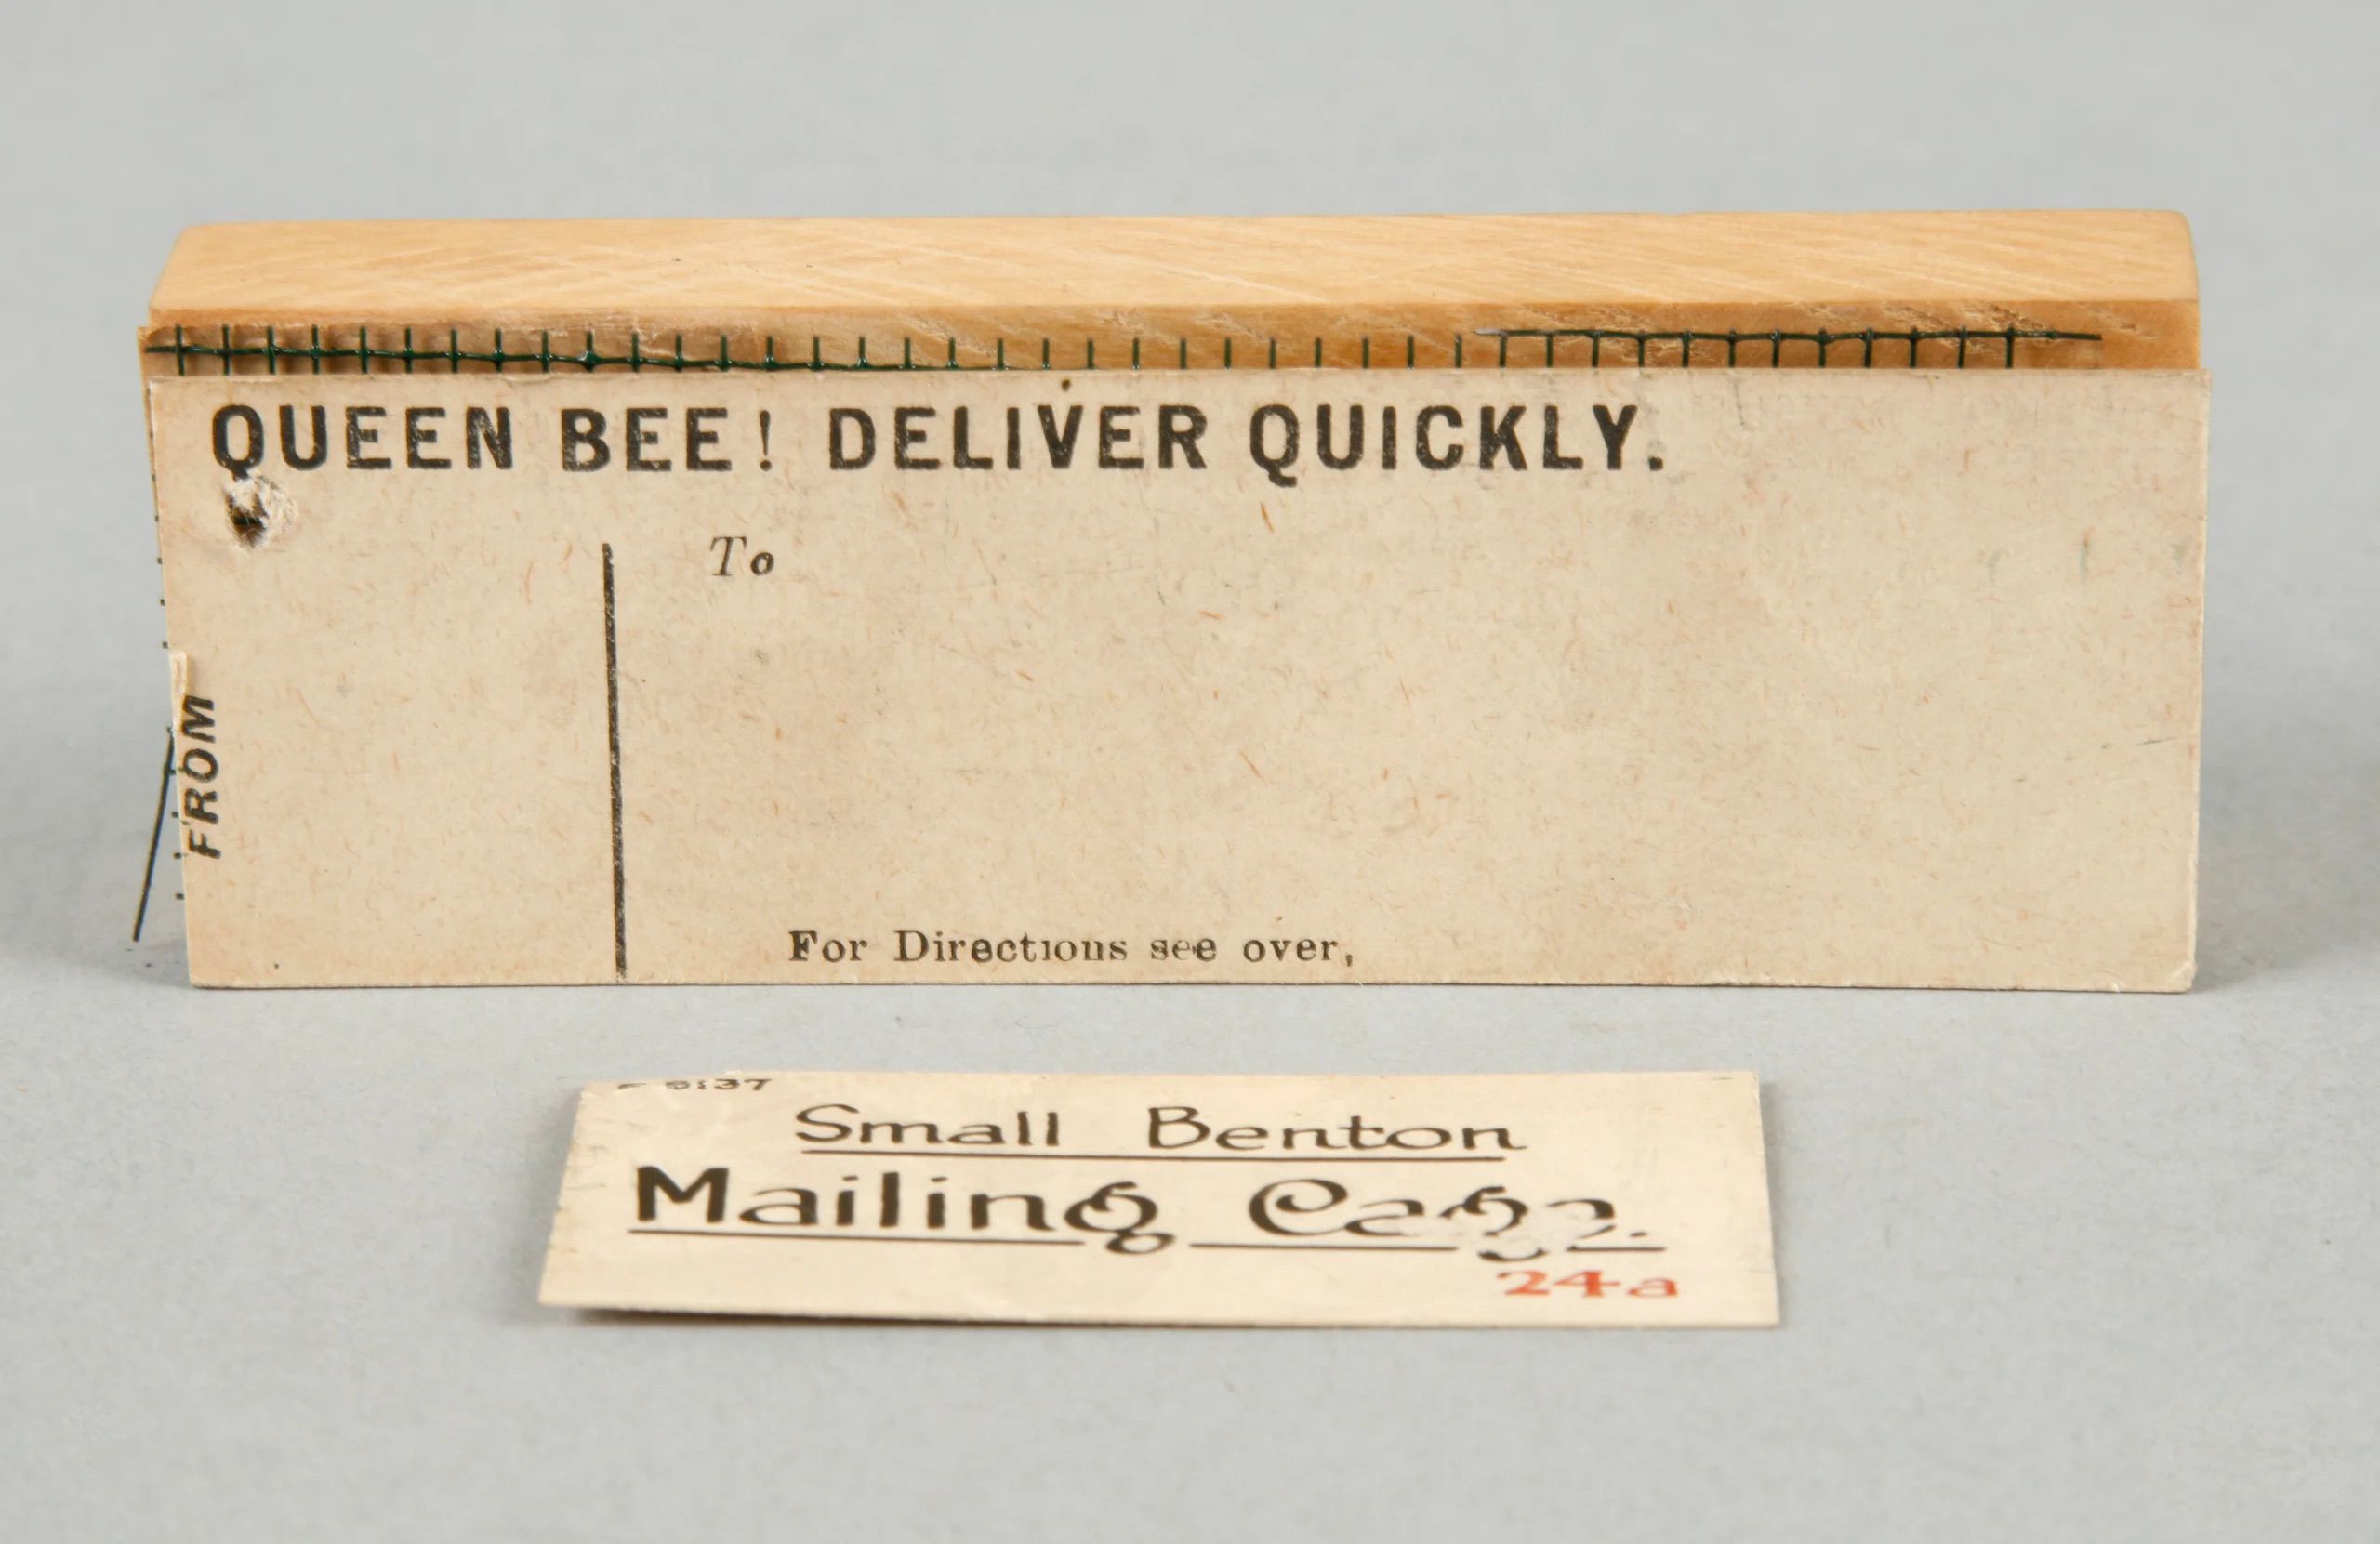 QUEEN BEE! DELIVER QUICKLY.
To
FROM
For Directions see over,
Small Benton
Mailing
24a